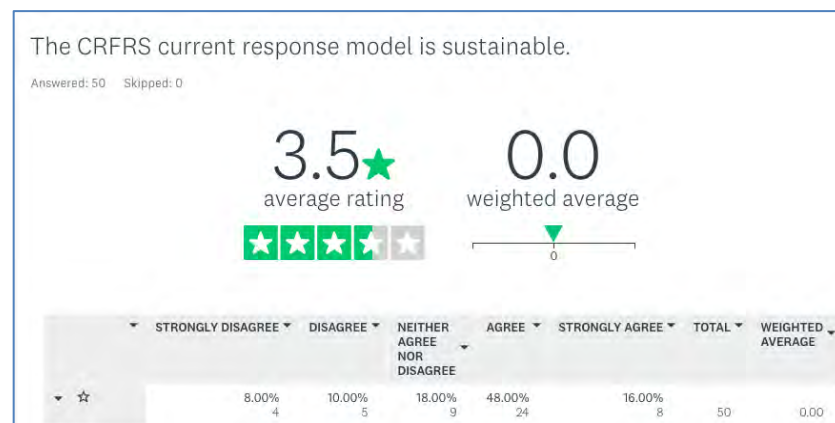 The CRFRS current response model is sustainable.
Answered: 50 Skipped: 0
3.5 0.0
average rating weighted average
0
STRONGLY DISAGREE DISAGREE NEITHER AGREE NOR DISAGREE AGREE STRONGLY AGREE TOTAL WEIGHTED AVERAGE
8.00% 10.00% 18.00% 48.00% 16.00%
4 5 9 24 8 50 0.00